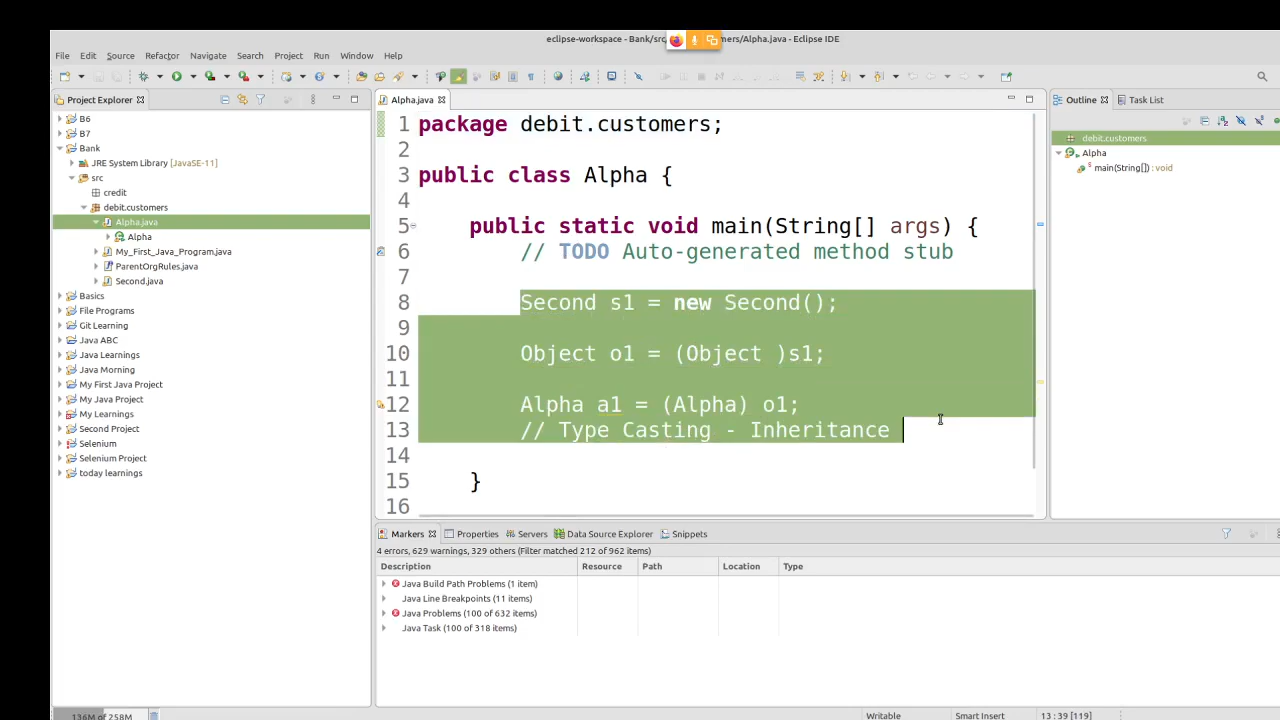 eclipse-workspace - Bank/src
mers/Alpha.java - Eclipse IDE
File Edit Source Refactor Navigate Search Project Run Window Help
Project Explorer
Alpha.java
Outline
Task List
B6
B7
Bank
JRE System Library [JavaSE-11]
src
credit
debit.customers
Alpha.java
Alpha
My_First_Java_Program.java
ParentOrgRules.java
Second.java
Basics
File Programs
Git Learning
Java ABC
Java Learnings
Java Morning
My First Java Project
My Java Project
My Learnings
Second Project
Selenium
Selenium Project
today learnings
1 package debit.customers;
2
3 public class Alpha {
4
5 public static void main(String[] args) {
6 // TODO Auto-generated method stub
7
8 Second s1 = new Second();
9
10 Object o1 = (Object )s1;
11
12 Alpha a1 = (Alpha) o1;
13 // Type Casting - Inheritance
14
15 }
16
debit.customers
Alpha
main(String[]) : void
Markers Properties Servers Data Source Explorer Snippets
4 errors, 629 warnings, 329 others (Filter matched 212 of 962 items)
Description Resource Path Location Type
Java Build Path Problems (1 item)
Java Line Breakpoints (11 items)
Java Problems (100 of 632 items)
Java Task (100 of 318 items)
136M of 258M
Writable Smart Insert 13 : 39 [119]